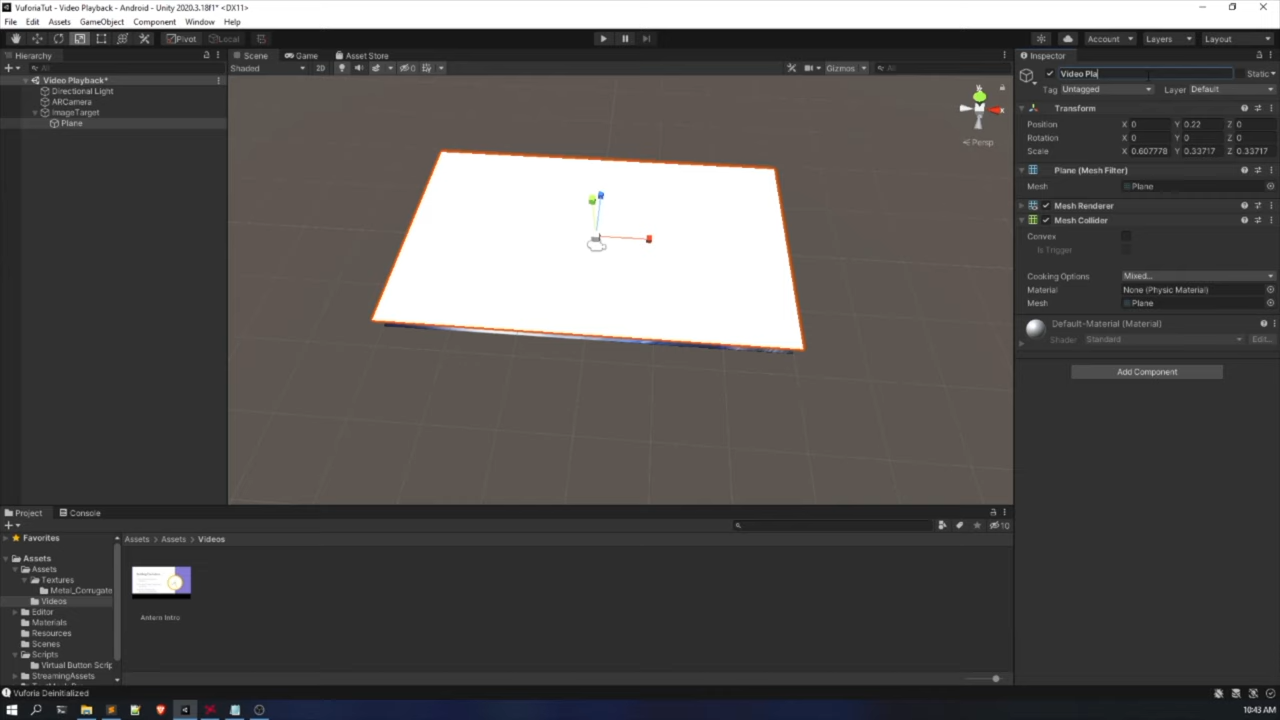 VuforiaTut - Video Playback - Android - Unity 2020.3.18f1* <DX11>
File Edit Assets GameObject Component Window Help
Pivot Local Account Layers Layout
Hierarchy
All
Video Playback*
Directional Light
ARCamera
ImageTarget
Plane
Scene Game Asset Store
Shaded 2D 0 Gizmos All
Persp
Inspector
Video Pla Static
Tag Untagged Layer Default
Transform
Position X 0 Y 0.22 Z 0
Rotation X 0 Y 0 Z 0
Scale X 0.607778 Y 0.33717 Z 0.33717
Plane (Mesh Filter)
Mesh Plane
Mesh Renderer
Mesh Collider
Convex
Is Trigger
Cooking Options Mixed...
Material None (Physic Material)
Mesh Plane
Default-Material (Material)
Shader Standard Edit...
Add Component
Project Console
10
Favorites
Assets
Assets
Textures
Metal_Corrugate
Videos
Editor
Materials
Resources
Scenes
Scripts
Virtual Button Scrip
StreamingAssets
Assets > Assets > Videos
Antarn Intro
Vuforia Deinitialized
10:43 AM